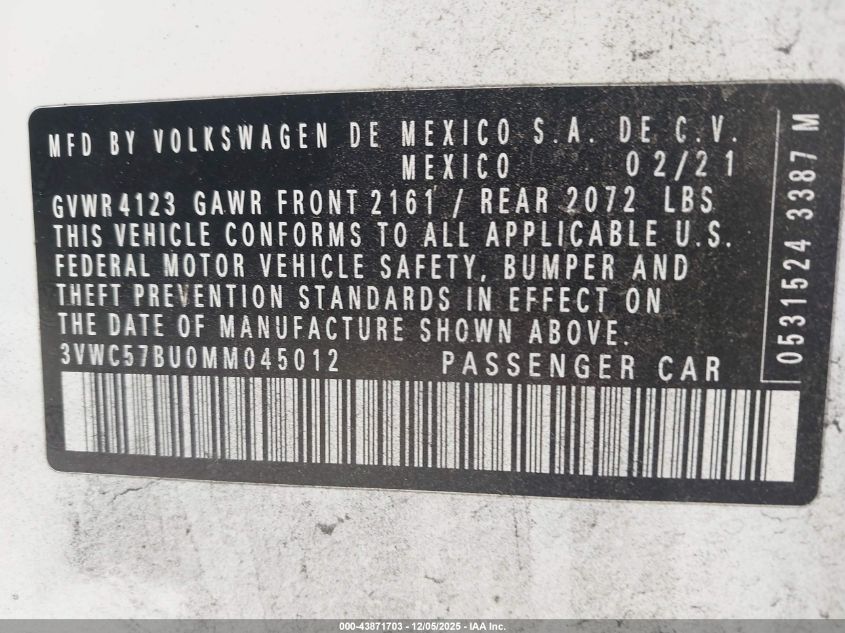 MFD BY VOLKSWAGEN DE MEXICO S.A. DE C.V.
MEXICO 02/21
GVWR 4123 GAWR FRONT 2161 / REAR 2072 LBS
THIS VEHICLE CONFORMS TO ALL APPLICABLE U.S.
FEDERAL MOTOR VEHICLE SAFETY, BUMPER AND
THEFT PREVENTION STANDARDS IN EFFECT ON
THE DATE OF MANUFACTURE SHOWN ABOVE.
3VWC57BU0MM045012 PASSENGER CAR
0531524 3387 M
000-43871703 - 12/05/2025 - IAA Inc.